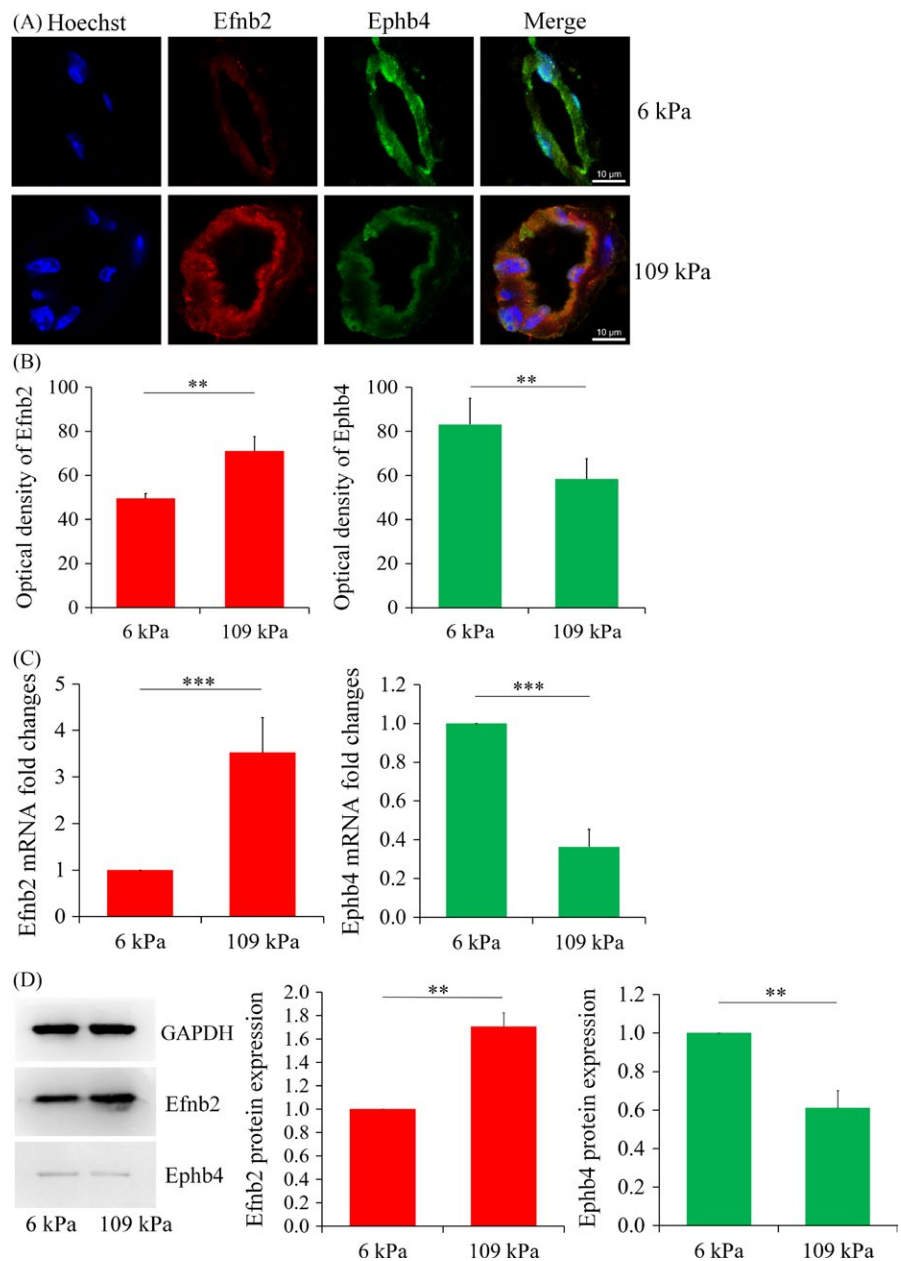 (A) Hoechst Efnb2 Ephb4 Merge
6 kPa
10 µm
109 kPa
10 µm
(B)
Optical density of Efnb2
100
80
60
40
20
0
**
6 kPa 109 kPa
Optical density of Ephb4
100
80
60
40
20
0
**
6 kPa 109 kPa
(C)
Efnb2 mRNA fold changes
5
4
3
2
1
0
***
6 kPa 109 kPa
Ephb4 mRNA fold changes
1.2
1.0
0.8
0.6
0.4
0.2
0.0
***
6 kPa 109 kPa
(D)
GAPDH
Efnb2
Ephb4
6 kPa 109 kPa
Efnb2 protein expression
2.0
1.8
1.6
1.4
1.2
1.0
0.8
0.6
0.4
0.2
0.0
**
6 kPa 109 kPa
Ephb4 protein expression
1.2
1.0
0.8
0.6
0.4
0.2
0.0
**
6 kPa 109 kPa